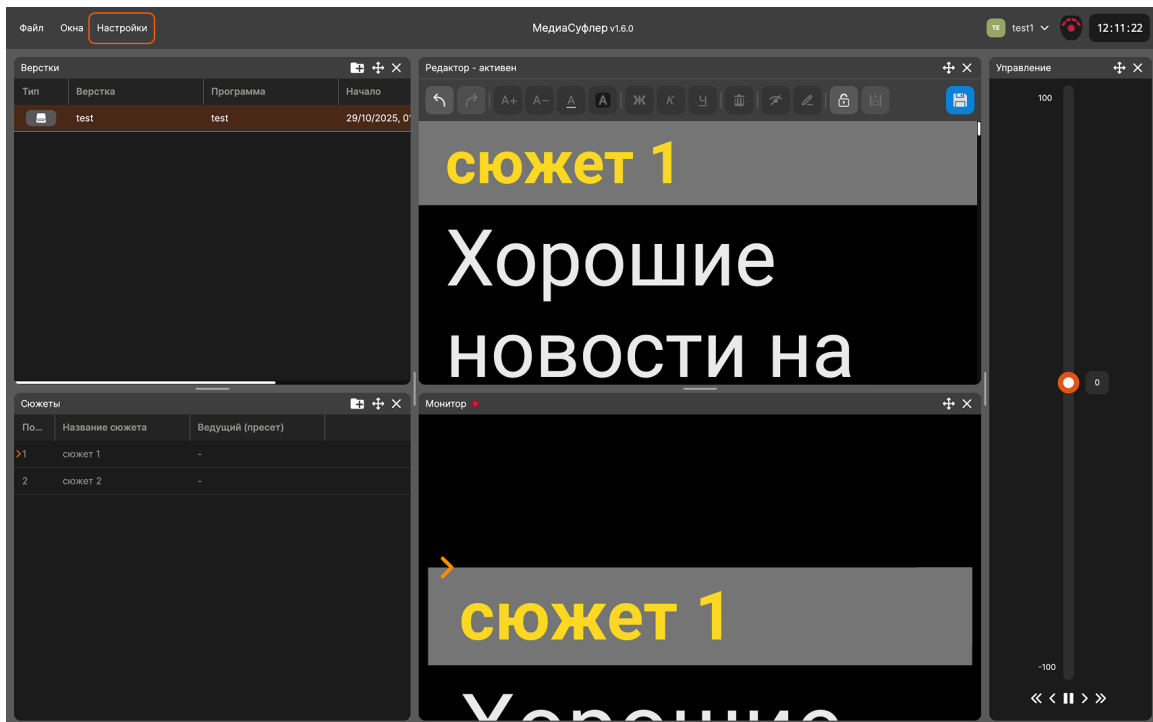 Файл Окна Настройки
МедиаСуфлер v1.6.0
TE test1 12:11:22
Верстки
Тип Верстка Программа Начало
test test 29/10/2025, 0
Редактор - активен
A+ A− A A Ж К Ч
сюжет 1
Хорошие
новости на
Сюжеты
По... Название сюжета Ведущий (пресет)
1 сюжет 1 -
2 сюжет 2 -
Монитор
сюжет 1
Хорошие
Управление
100
0
-100